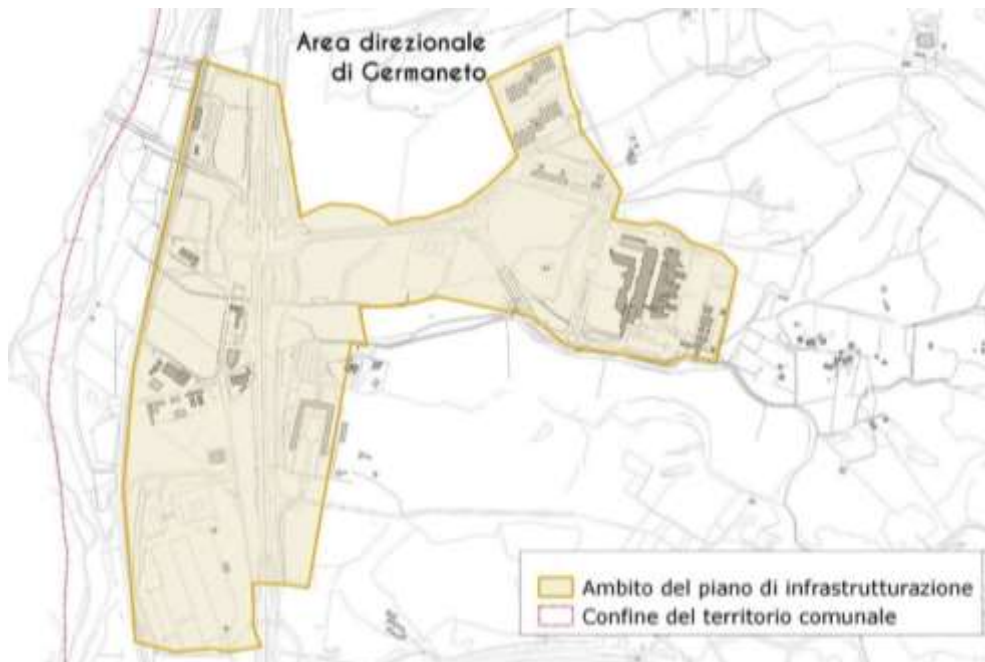 Area direzionale
di Germaneto
Ambito del piano di infrastrutturazione
Confine del territorio comunale